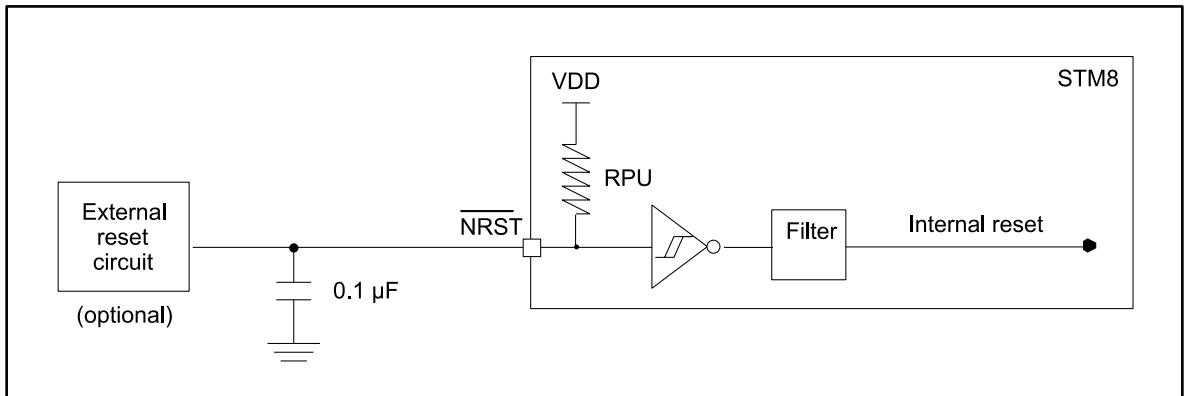 STM8
VDD
RPU
External
reset
circuit
(optional)
0.1 µF
NRST
Filter
Internal reset